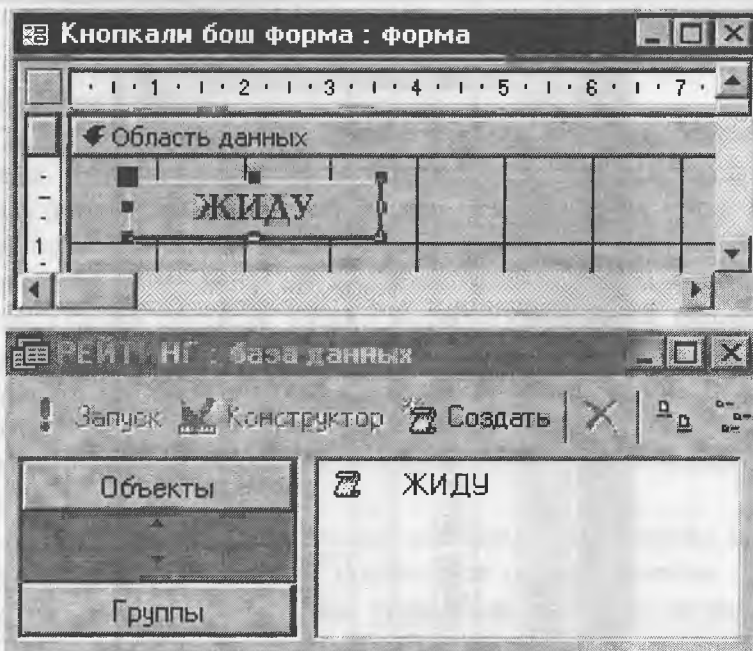 Кнопкали бош форма : форма
· ı · 1 · ı · 2 · ı · 3 · ı · 4 · ı · 5 · ı · 6 · ı · 7 ·
Область данных
ЖИДУ
1
РЕЙТИНГ : база данных
Запуск Конструктор Создать
Объекты
ЖИДУ
Группы